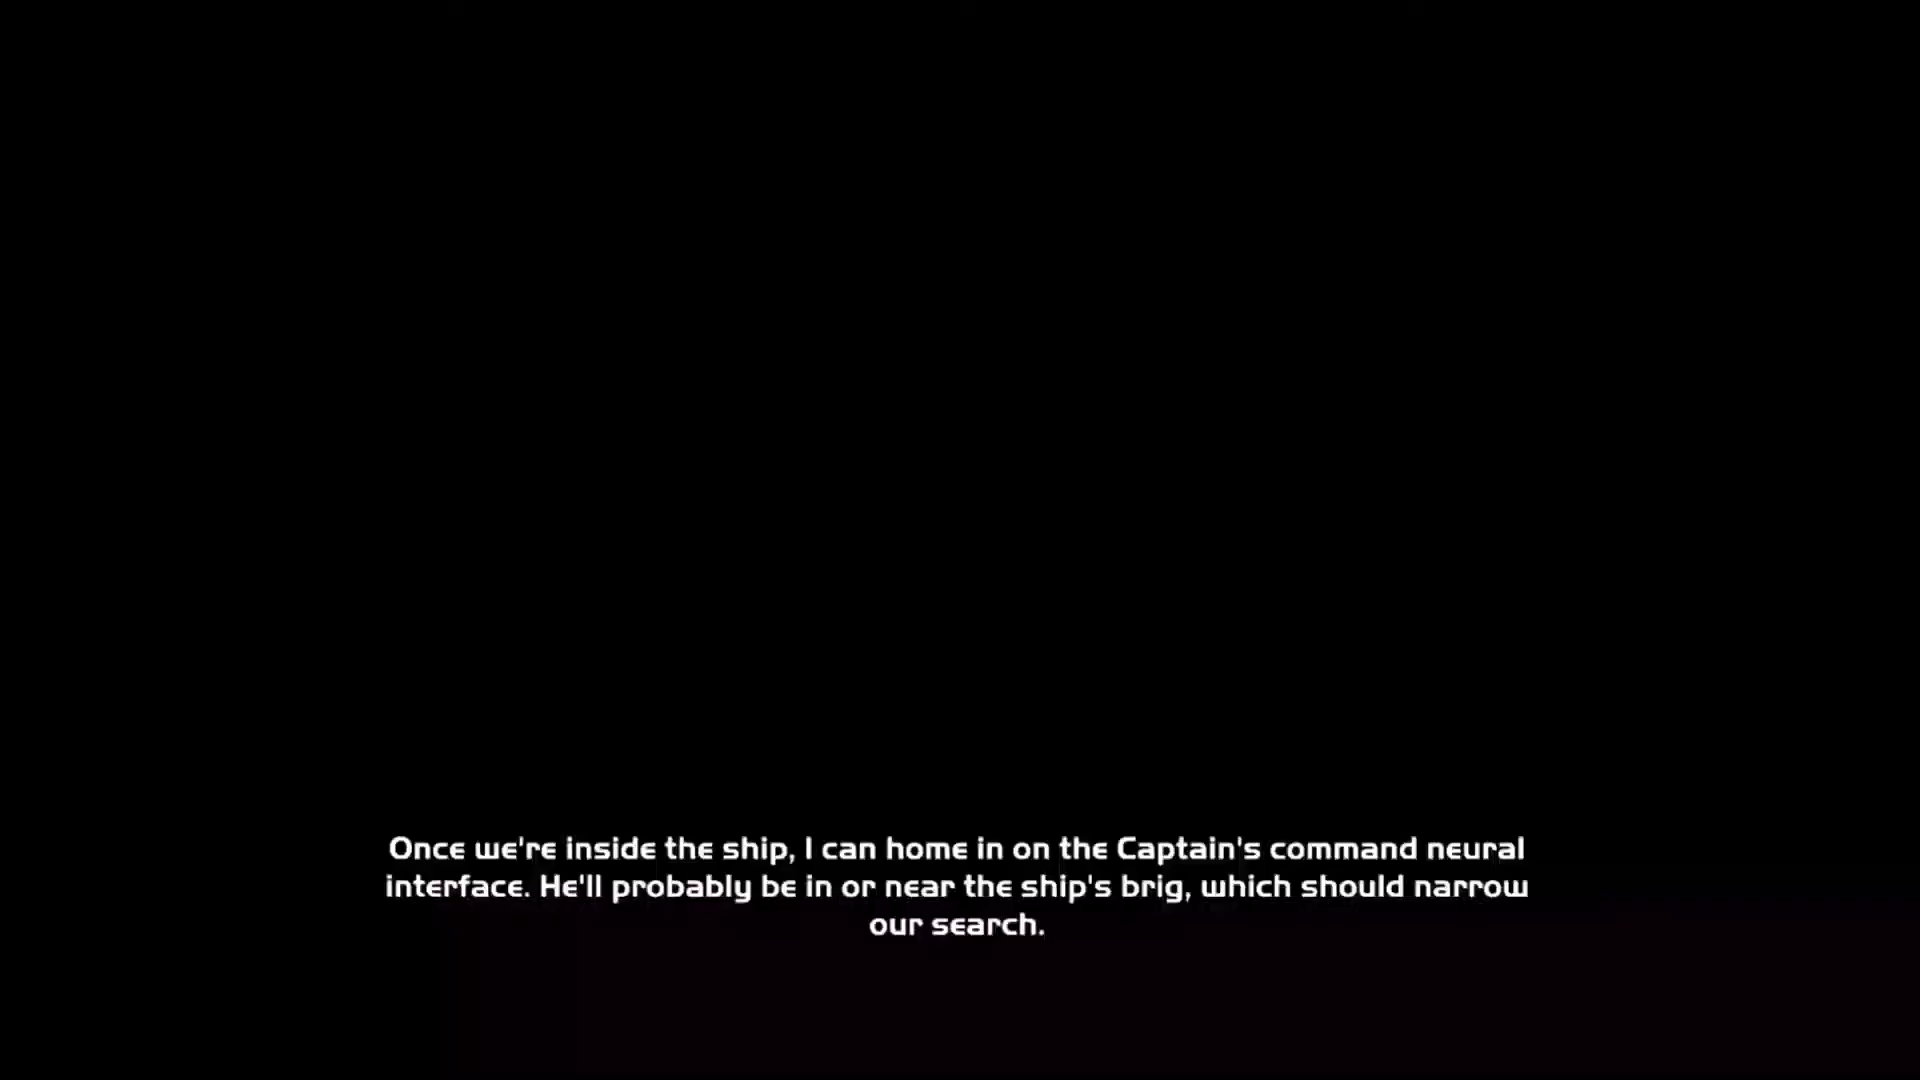 Once we're inside the ship, I can home in on the Captain's command neural
interface. He'll probably be in or near the ship's brig, which should narrow
our search.